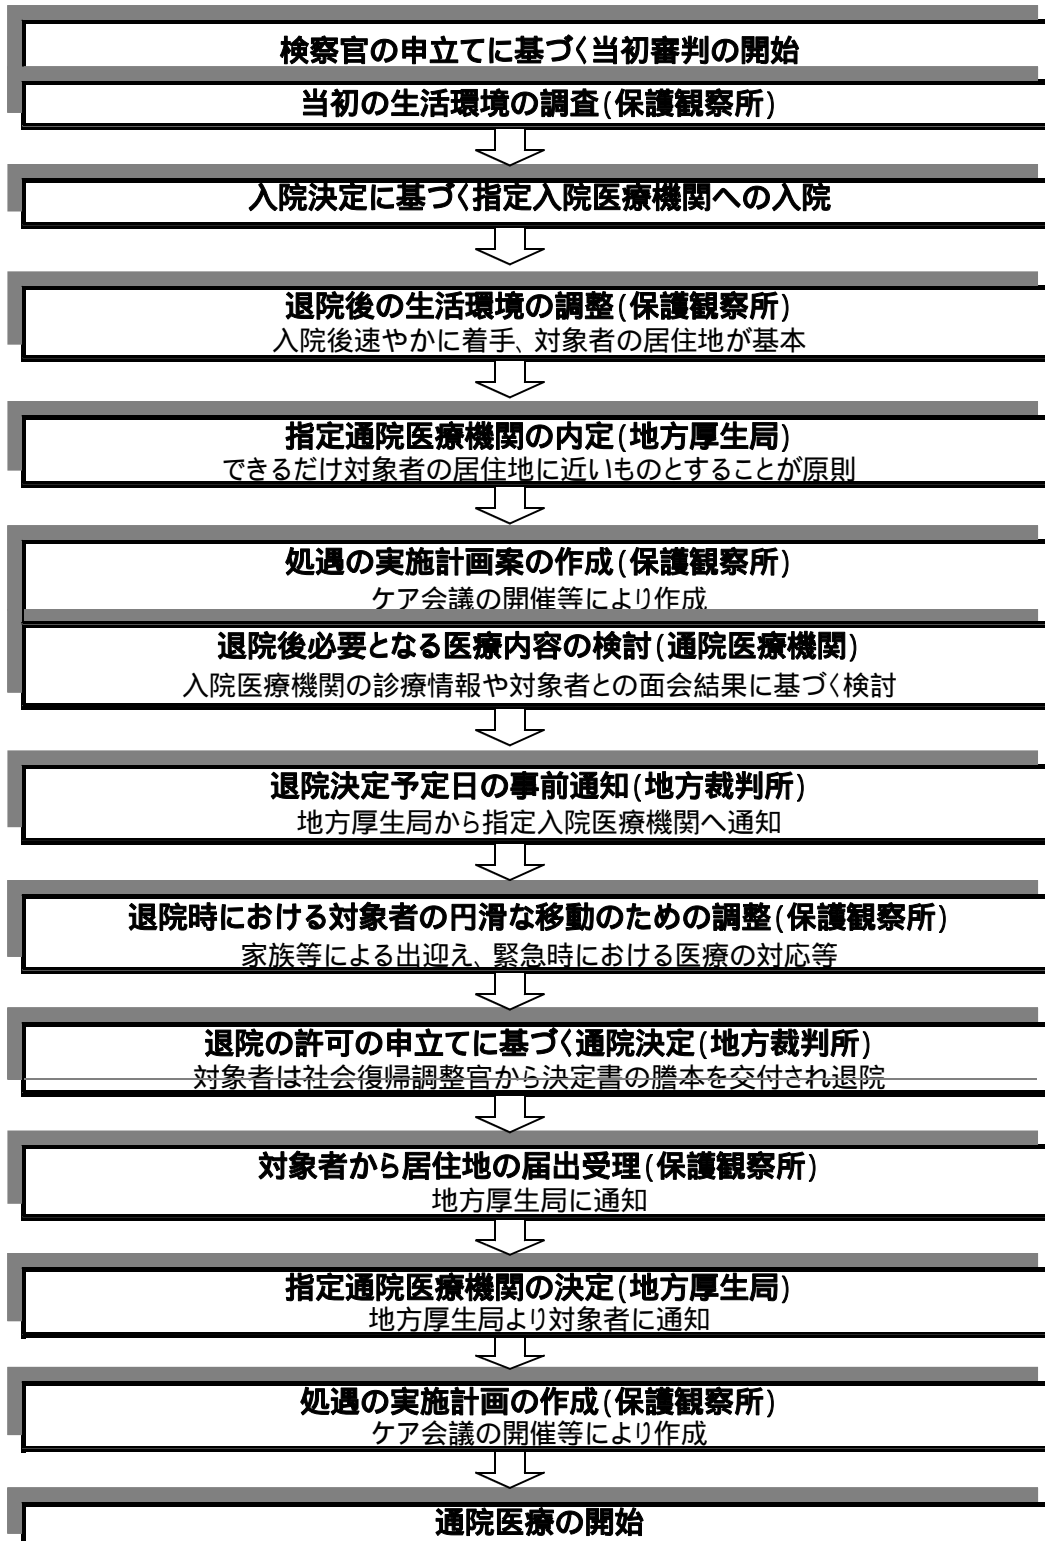 検察官の申立てに基づく当初審判の開始
当初の生活環境の調査(保護観察所)
入院決定に基づく指定入院医療機関への入院
退院後の生活環境の調整(保護観察所)
入院後速やかに着手、対象者の居住地が基本
指定通院医療機関の内定(地方厚生局)
できるだけ対象者の居住地に近いものとすることが原則
処遇の実施計画案の作成(保護観察所)
ケア会議の開催等により作成
退院後必要となる医療内容の検討(通院医療機関)
入院医療機関の診療情報や対象者との面会結果に基づく検討
退院決定予定日の事前通知(地方裁判所)
地方厚生局から指定入院医療機関へ通知
退院時における対象者の円滑な移動のための調整(保護観察所)
家族等による出迎え、緊急時における医療の対応等
退院の許可の申立てに基づく通院決定(地方裁判所)
対象者は社会復帰調整官から決定書の謄本を交付され退院
対象者から居住地の届出受理(保護観察所)
地方厚生局に通知
指定通院医療機関の決定(地方厚生局)
地方厚生局より対象者に通知
処遇の実施計画の作成(保護観察所)
ケア会議の開催等により作成
通院医療の開始